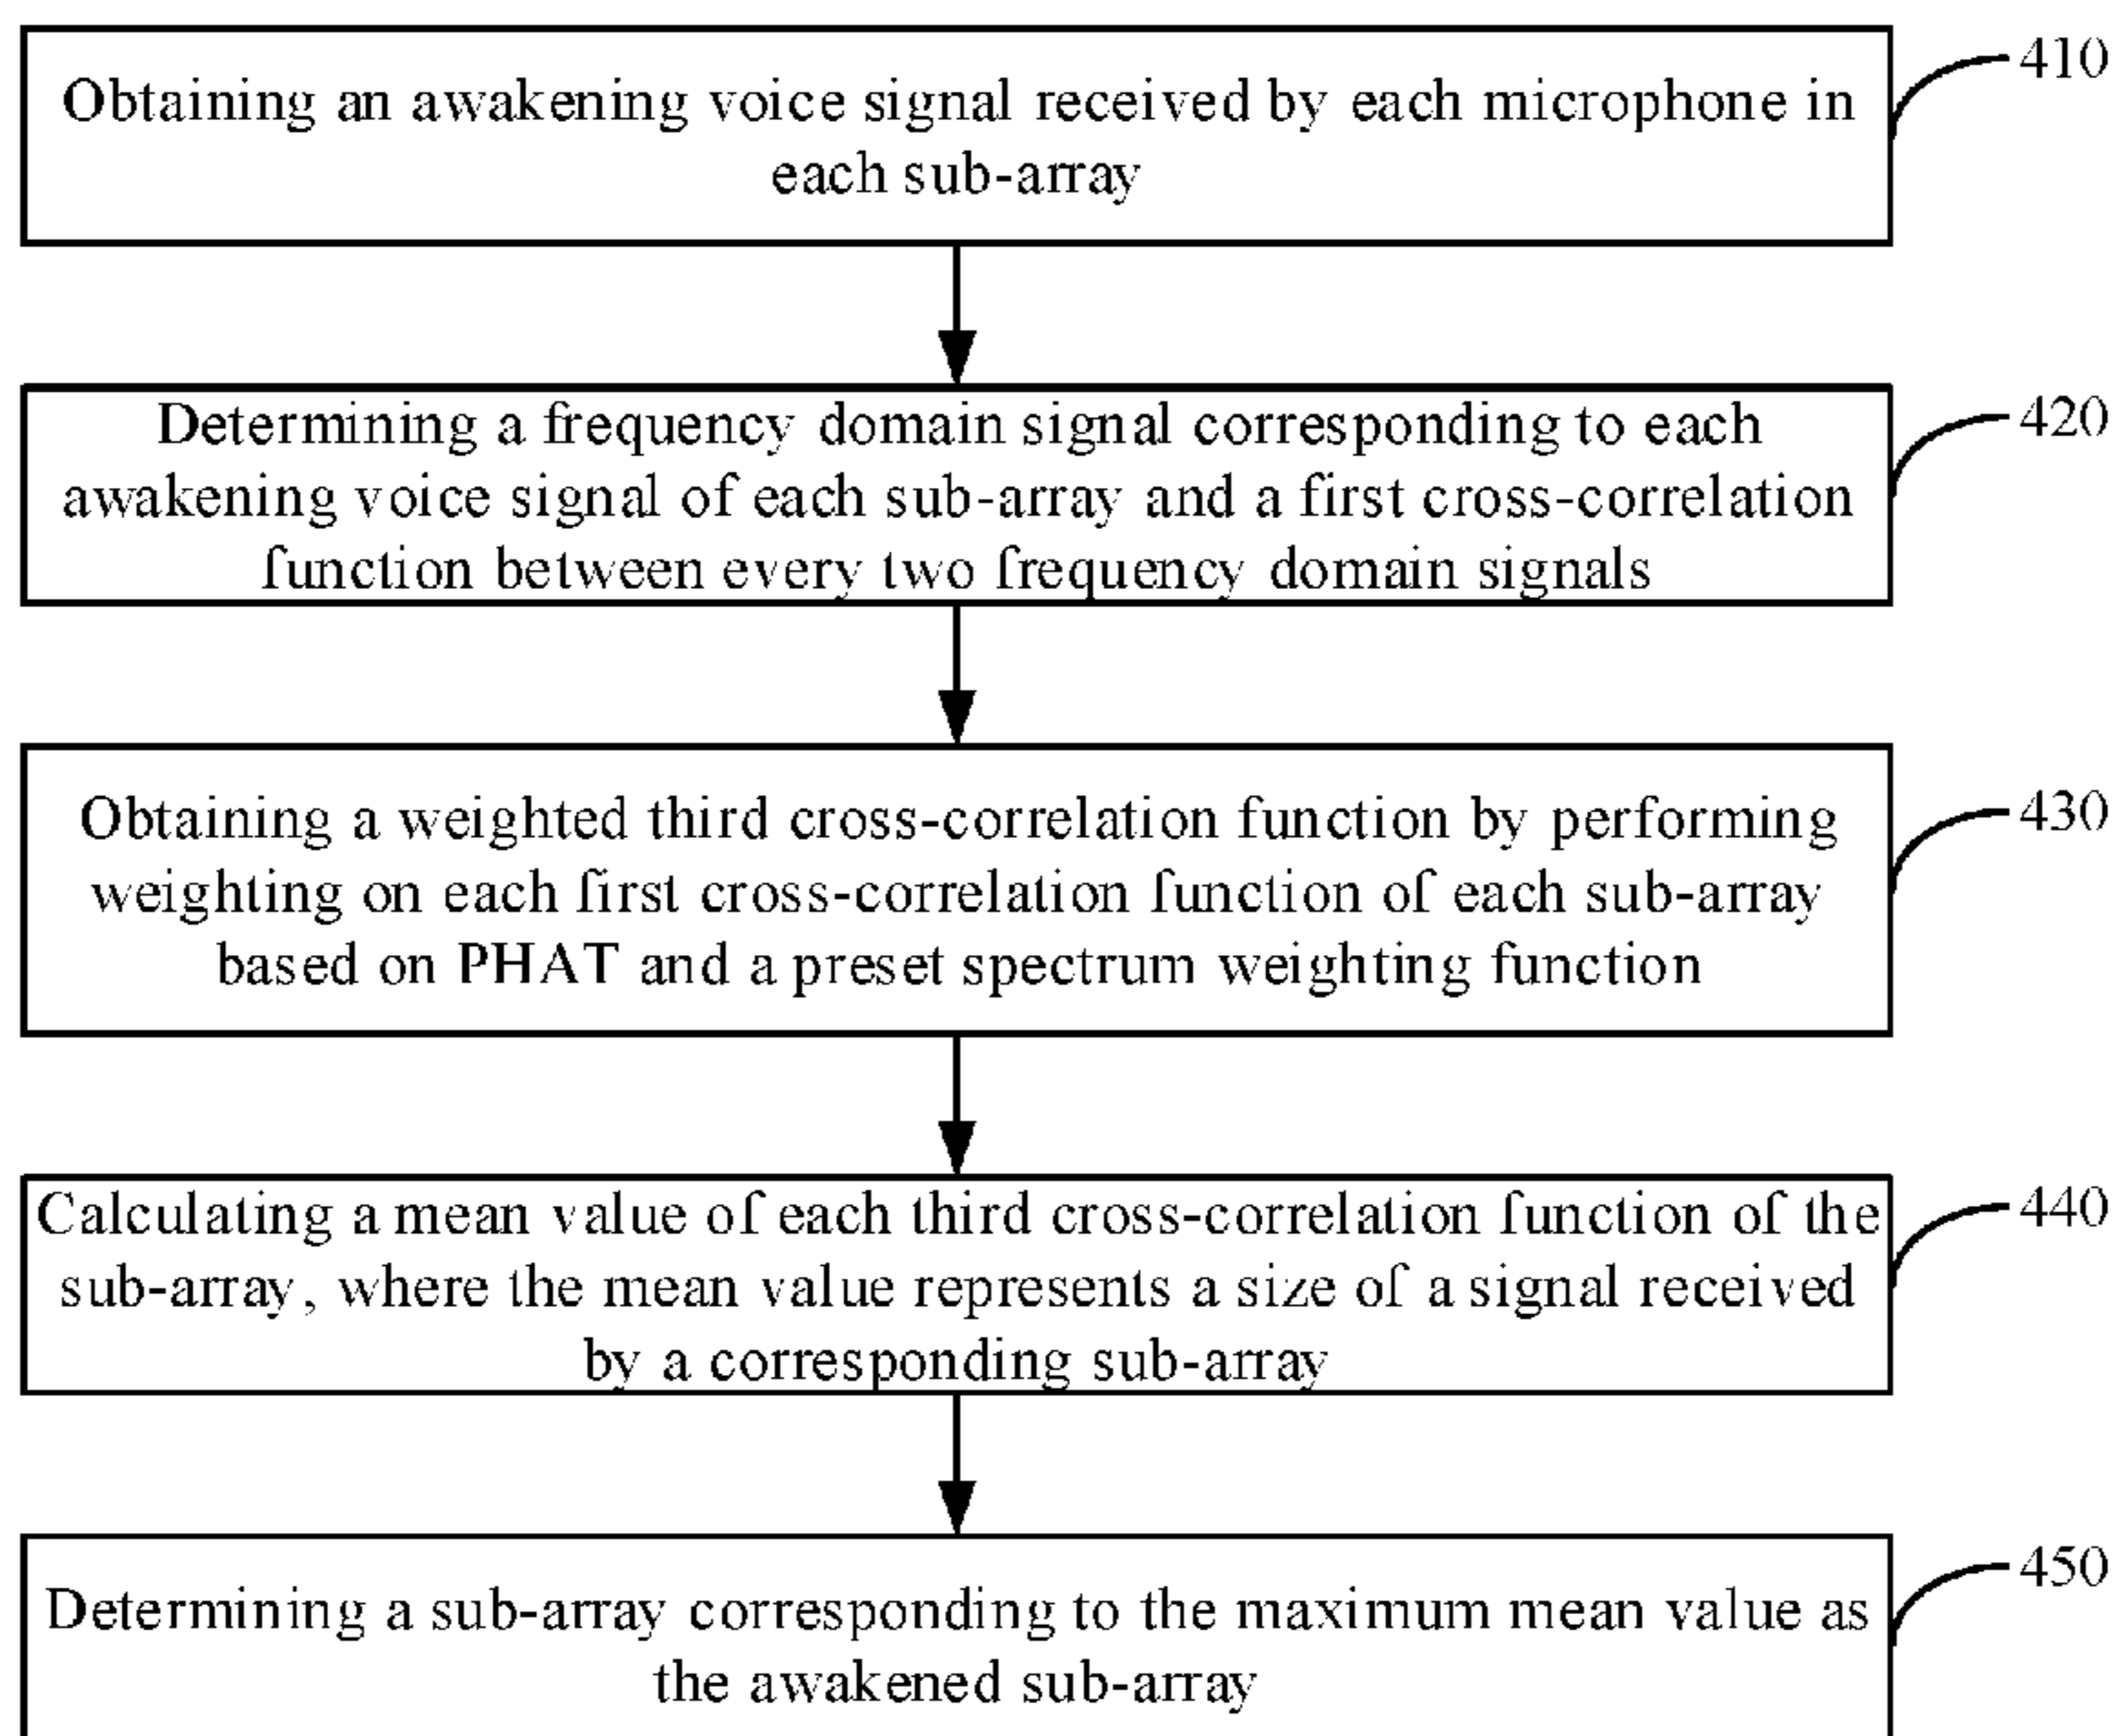 Obtaining an awakening voice signal received by each microphone in
each sub-array
410
Determining a frequency domain signal corresponding to each
awakening voice signal of each sub-array and a first cross-correlation
function between every two frequency domain signals
420
Obtaining a weighted third cross-correlation function by performing
weighting on each first cross-correlation function of each sub-array
based on PHAT and a preset spectrum weighting function
430
Calculating a mean value of each third cross-correlation function of the
sub-array, where the mean value represents a size of a signal received
by a corresponding sub-array
440
Determining a sub-array corresponding to the maximum mean value as
the awakened sub-array
450